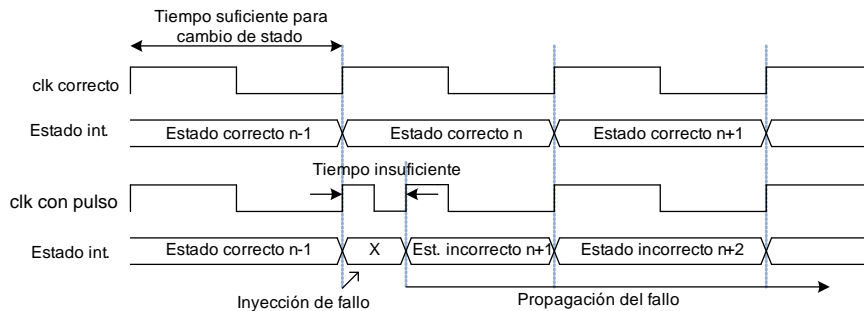 Tiempo suficiente para
cambio de stado
clk correcto
Estado int.
Estado correcto n-1
Estado correcto n
Estado correcto n+1
Tiempo insuficiente
clk con pulso
Estado int.
Estado correcto n-1
X
Est. incorrecto n+1
Estado incorrecto n+2
Inyección de fallo
Propagación del fallo